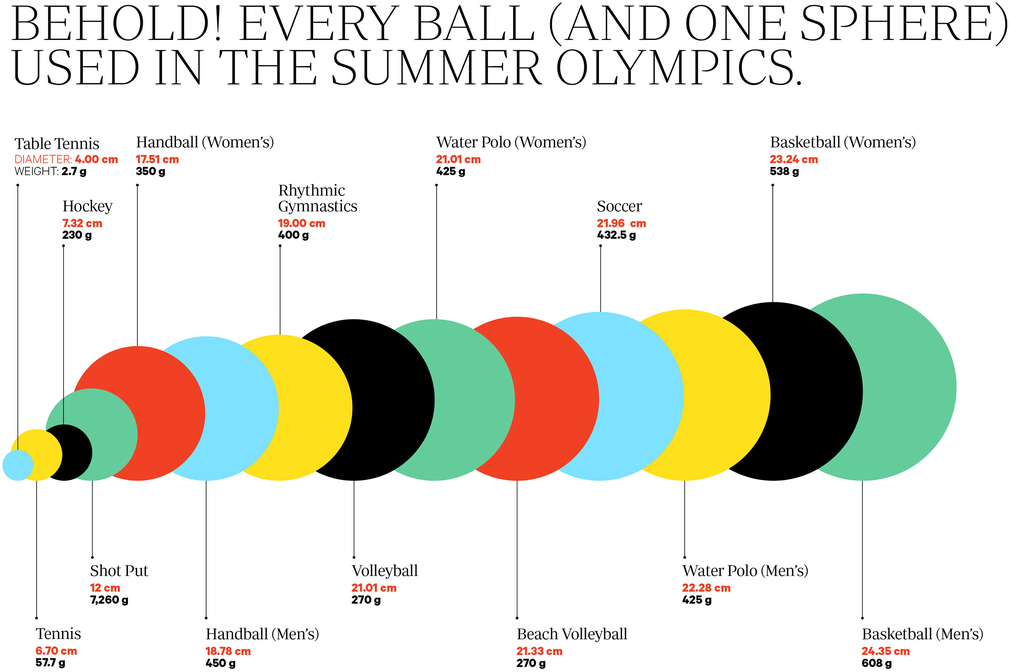 BEHOLD! EVERY BALL (AND ONE SPHERE)
USED IN THE SUMMER OLYMPICS.
Table Tennis
DIAMETER: 4.00 cm
WEIGHT: 2.7 g
Handball (Women’s)
17.51 cm
350 g
Water Polo (Women’s)
21.01 cm
425 g
Basketball (Women’s)
23.24 cm
538 g
Hockey
7.32 cm
230 g
Rhythmic
Gymnastics
19.00 cm
400 g
Soccer
21.96 cm
432.5 g
Shot Put
12 cm
7,260 g
Volleyball
21.01 cm
270 g
Water Polo (Men’s)
22.28 cm
425 g
Tennis
6.70 cm
57.7 g
Handball (Men’s)
18.78 cm
450 g
Beach Volleyball
21.33 cm
270 g
Basketball (Men’s)
24.35 cm
608 g